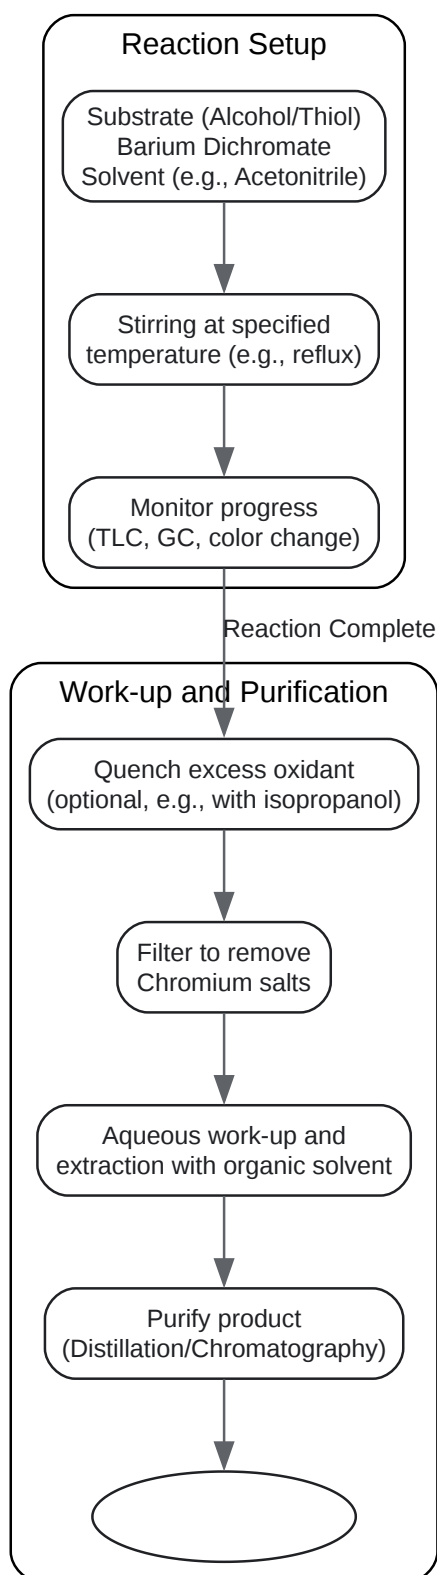 Reaction Setup
Substrate (Alcohol/Thiol)
Barium Dichromate
Solvent (e.g., Acetonitrile)
Stirring at specified
temperature (e.g., reflux)
Monitor progress
(TLC, GC, color change)
Reaction Complete
Work-up and Purification
Quench excess oxidant
(optional, e.g., with isopropanol)
Filter to remove
Chromium salts
Aqueous work-up and
extraction with organic solvent
Purify product
(Distillation/Chromatography)